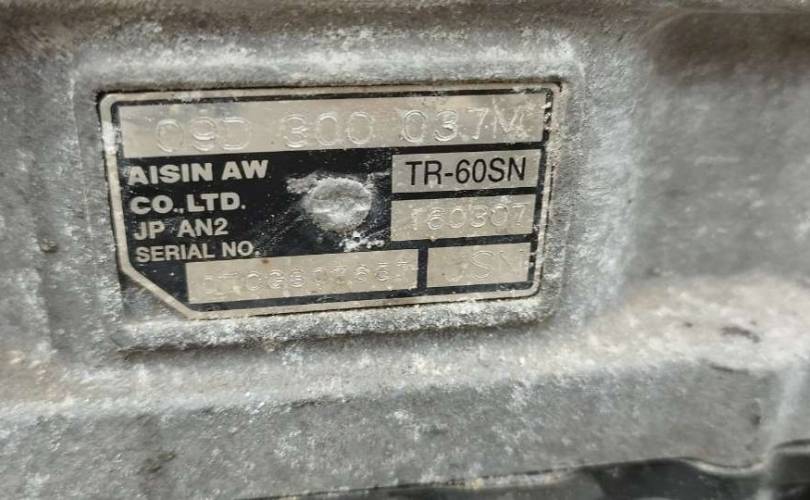 09D 300 037M
AISIN AW
CO.,LTD.
TR-60SN
JP AN2
160307
SERIAL NO.